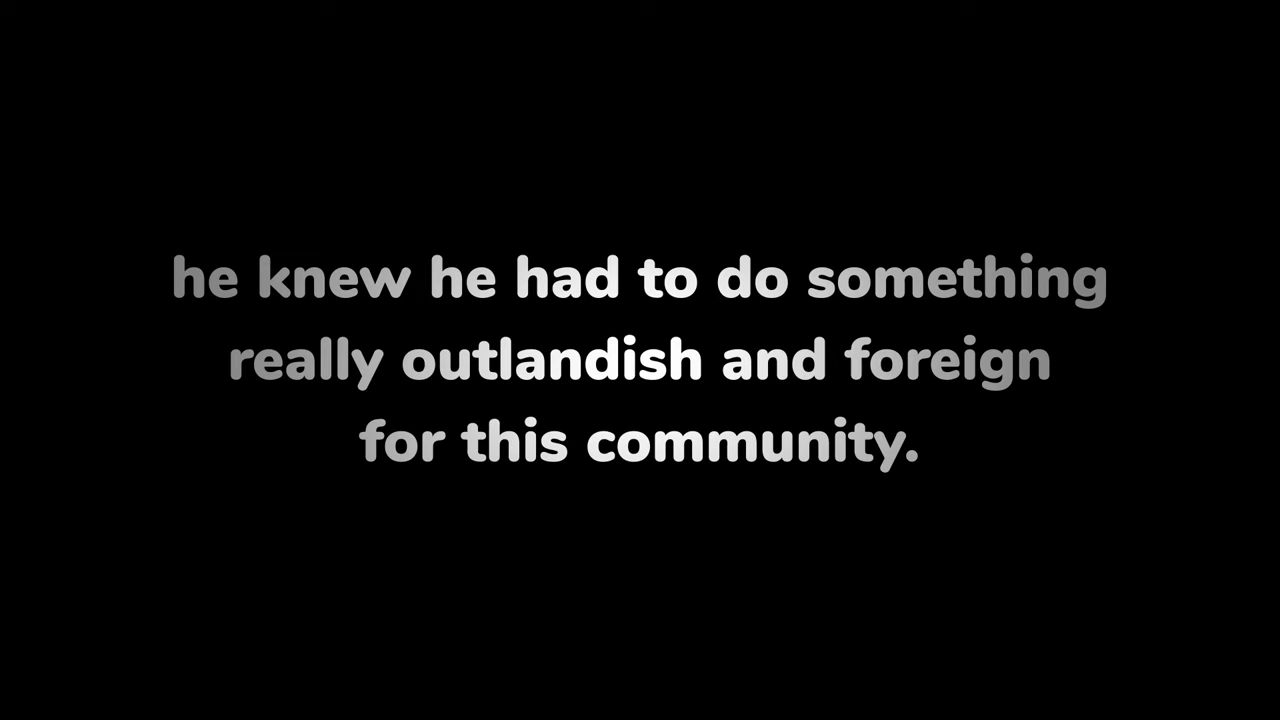 he knew he had to do something
really outlandish and foreign
for this community.